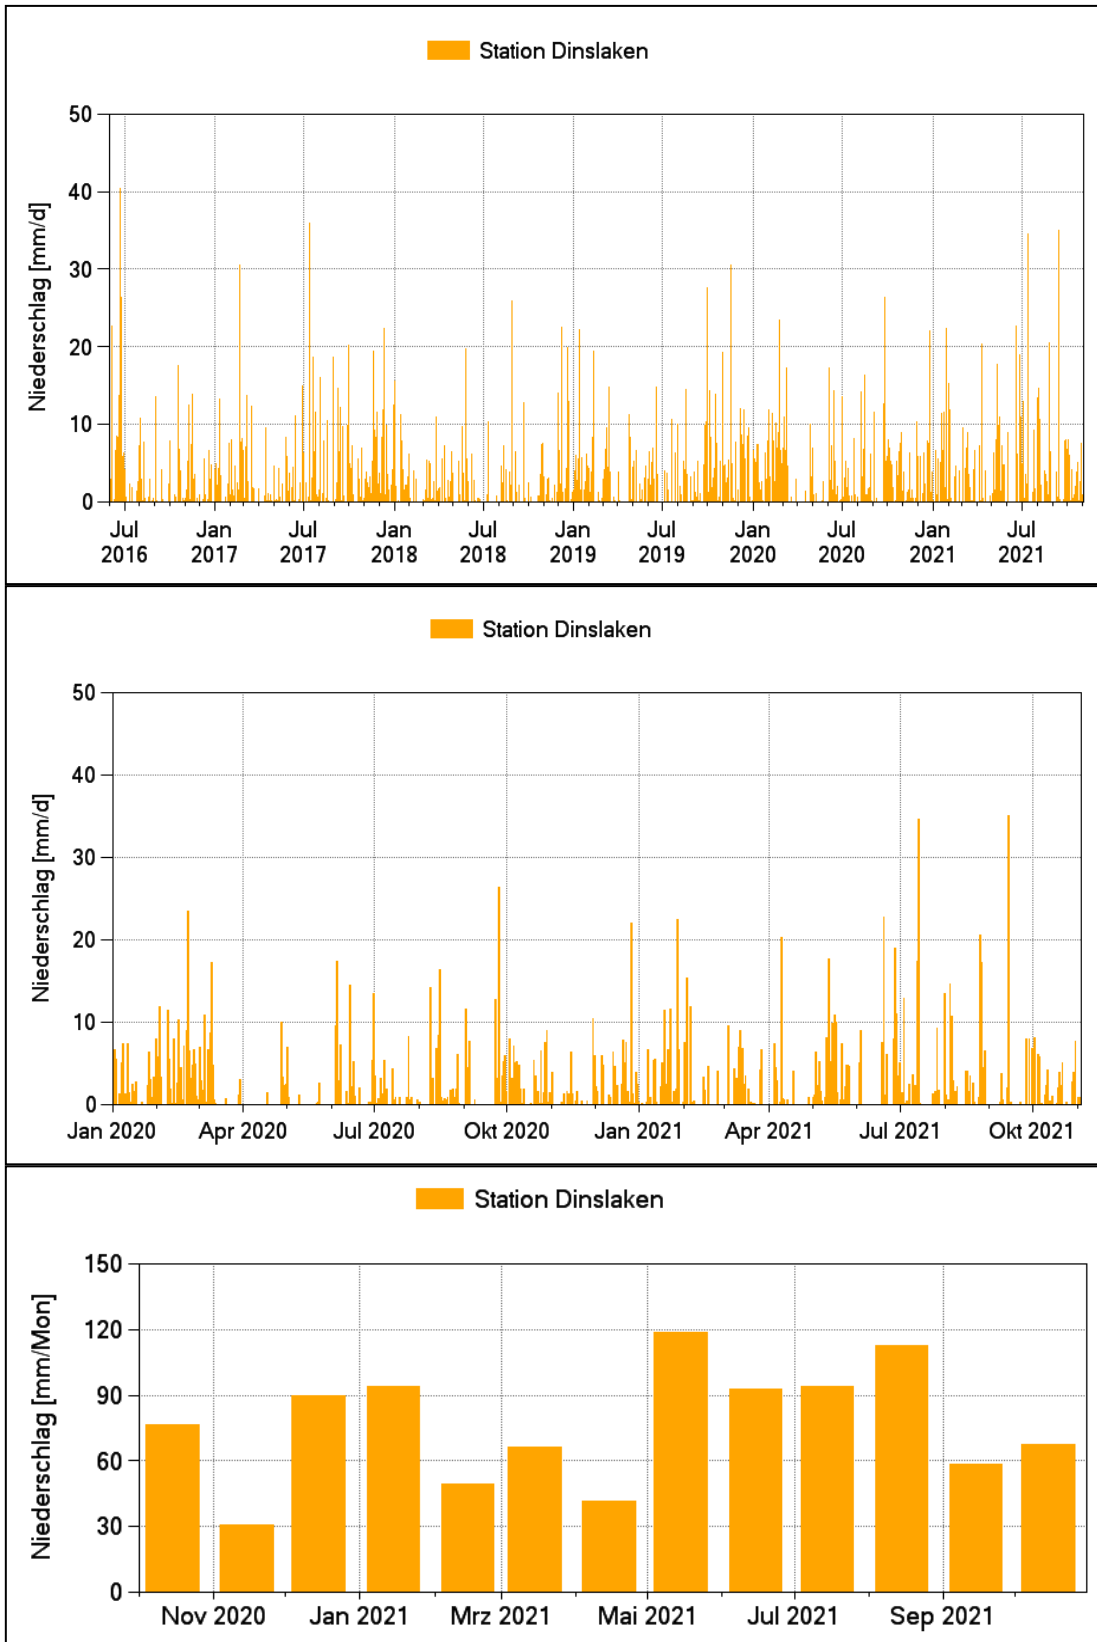 Station Dinslaken
Niederschlag [mm/d]
50
40
30
20
10
0
Jul Jan Jul Jan Jul Jan Jul Jan Jul Jan Jul
2016 2017 2017 2018 2018 2019 2019 2020 2020 2021 2021
Station Dinslaken
Niederschlag [mm/d]
50
40
30
20
10
0
Jan 2020 Apr 2020 Jul 2020 Okt 2020 Jan 2021 Apr 2021 Jul 2021 Okt 2021
Station Dinslaken
Niederschlag [mm/Mon]
150
120
90
60
30
0
Nov 2020 Jan 2021 Mrz 2021 Mai 2021 Jul 2021 Sep 2021